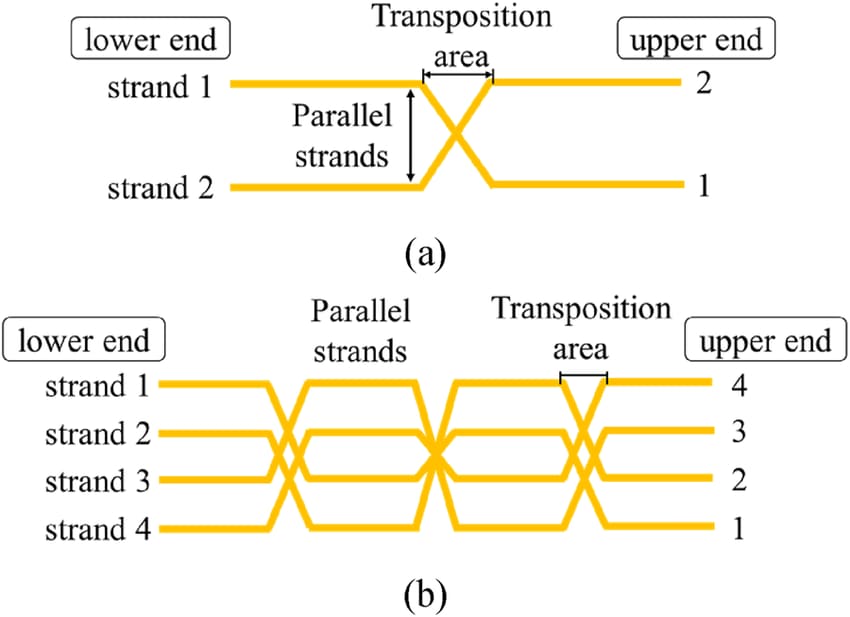 lower end
Transposition
area
upper end
strand 1
2
Parallel
strands
strand 2
1
(a)
lower end
Parallel
strands
Transposition
area
upper end
strand 1
4
strand 2
3
strand 3
2
strand 4
1
(b)